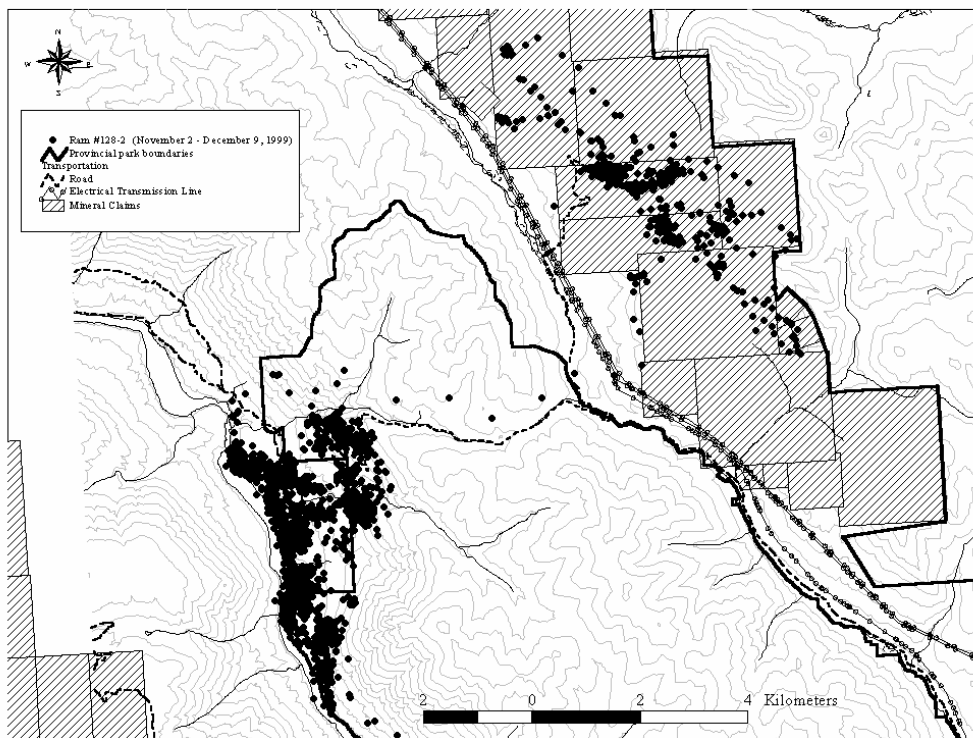 N
W E
S
Ram #128-2 (November 2 - December 9, 1999)
Provincial park boundaries
Transportation
Road
Electrical Transmission Line
Mineral Claims
2 0 2 4 Kilometers